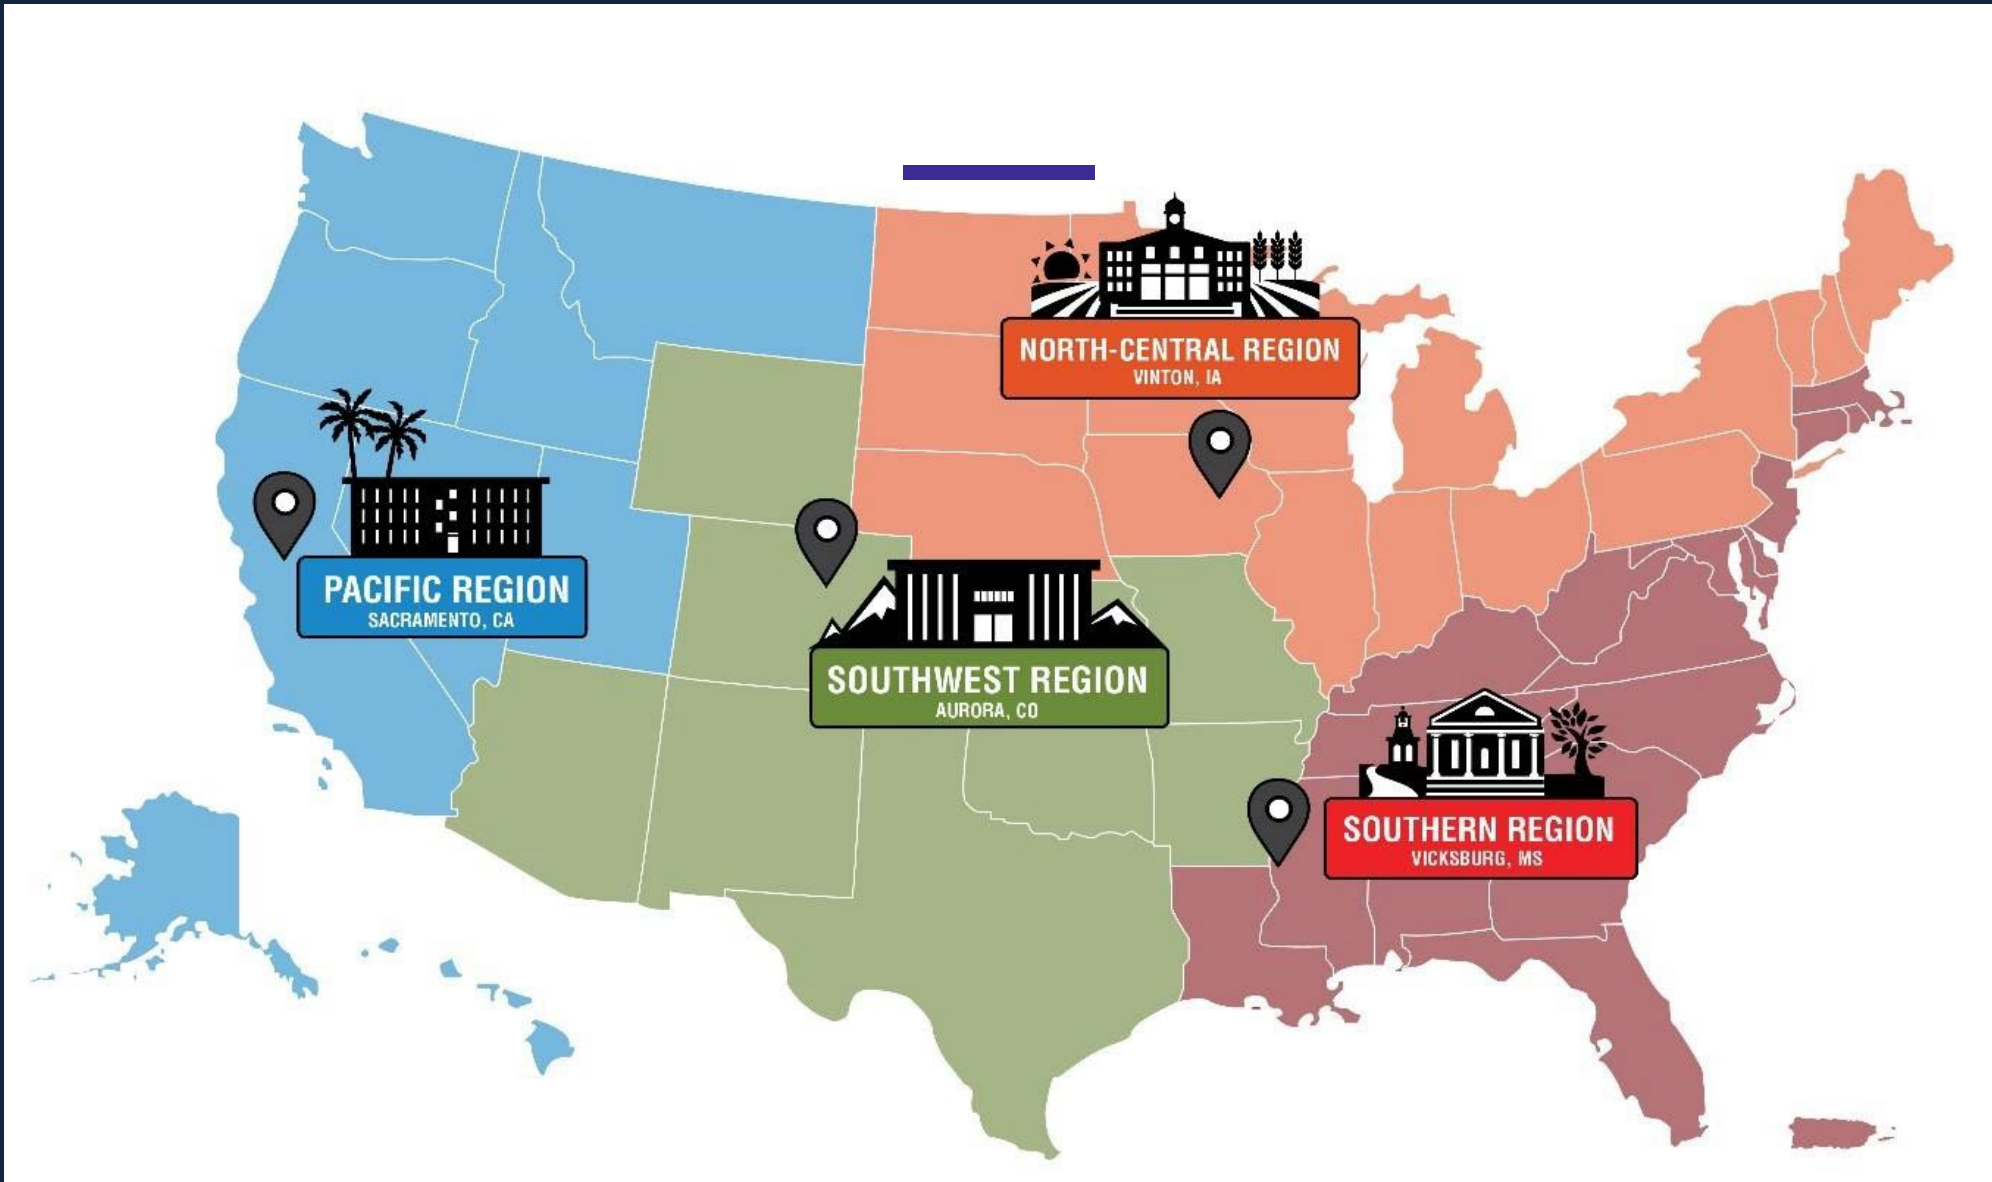 NORTH-CENTRAL REGION
VINTON, IA
PACIFIC REGION
SACRAMENTO, CA
SOUTHWEST REGION
AURORA, CO
SOUTHERN REGION
VICKSBURG, MS